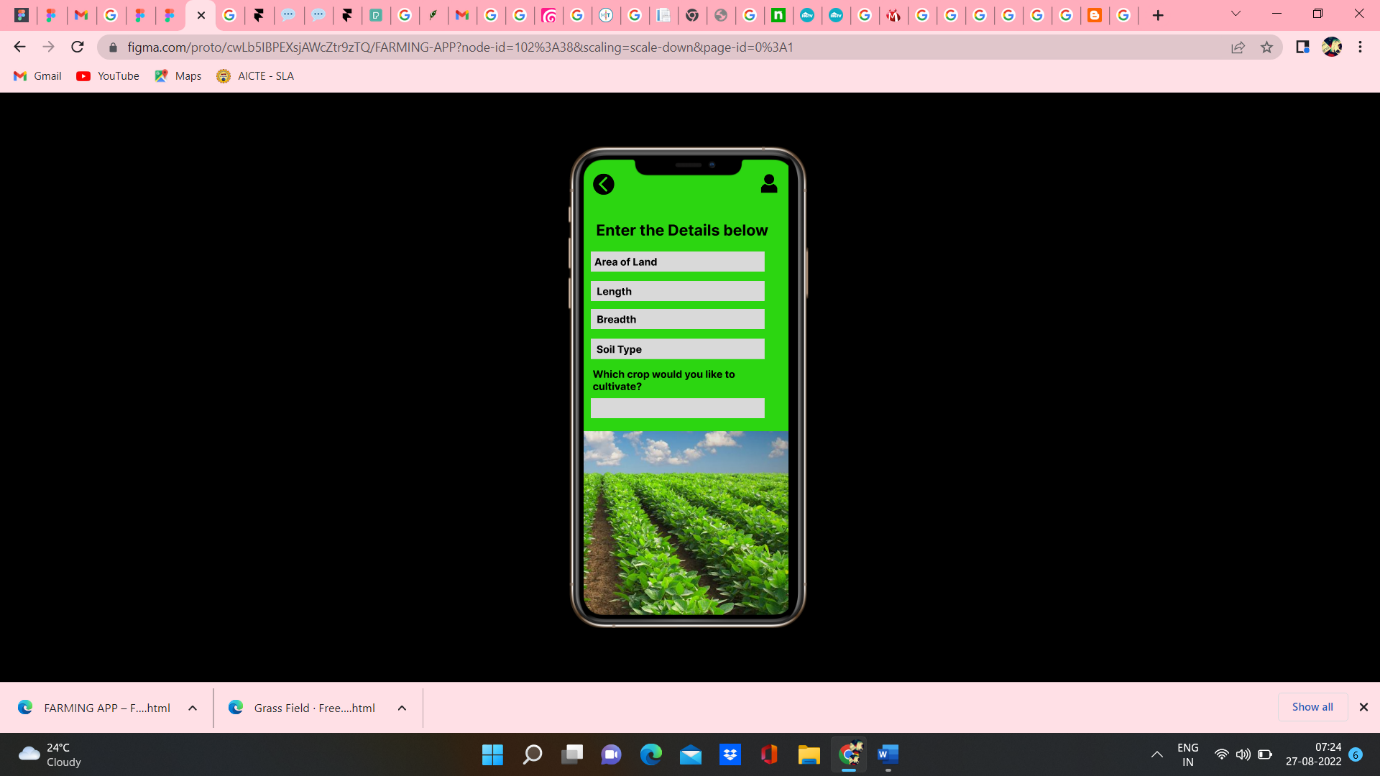 figma.com/proto/cwLb5IBPEXsjAWcZtr9zTQ/FARMING-APP?node-id=102%3A38&scaling=scale-down&page-id=0%3A1
Gmail YouTube Maps AICTE - SLA
Enter the Details below
Area of Land
Length
Breadth
Soil Type
Which crop would you like to
cultivate?
FARMING APP – F....html Grass Field · Free....html Show all
24°C
Cloudy
ENG
IN
07:24
27-08-2022
6